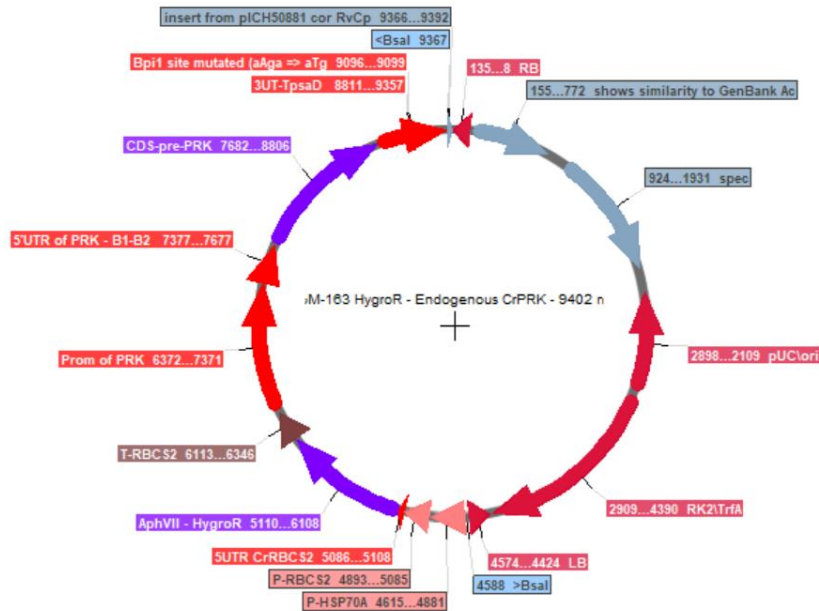 insert from pICH50881 cor RvCp 9366...9392
<BsaI 9367
Bpi1 site mutated (aAga => aTg 9096...9099
135...8 RB
3UT-TpsaD 8811...9357
155...772 shows similarity to GenBank Ac
CDS-pre-PRK 7682...8806
924...1931 spec
5'UTR of PRK - B1-B2 7377...7677
M-163 HygroR - Endogenous CrPRK - 9402 n
Prom of PRK 6372...7371
2898...2109 pUC\ori
T-RBCS2 6113...6346
2909...4390 RK2\TrfA
AphVII - HygroR 5110...6108
5UTR CrRBCS2 5086...5108
4574...4424 LB
P-RBCS2 4893...5085
4588 >BsaI
P-HSP70A 4615...4881